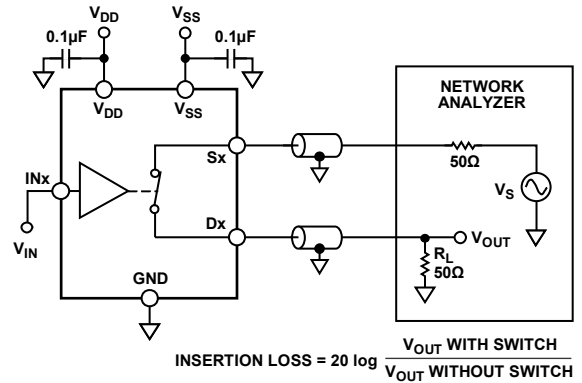 VDD
VSS
0.1µF
0.1µF
VDD
VSS
NETWORK
ANALYZER
Sx
50Ω
INx
VS
Dx
VOUT
VIN
RL
50Ω
GND
INSERTION LOSS = 20 log
VOUT WITH SWITCH
VOUT WITHOUT SWITCH